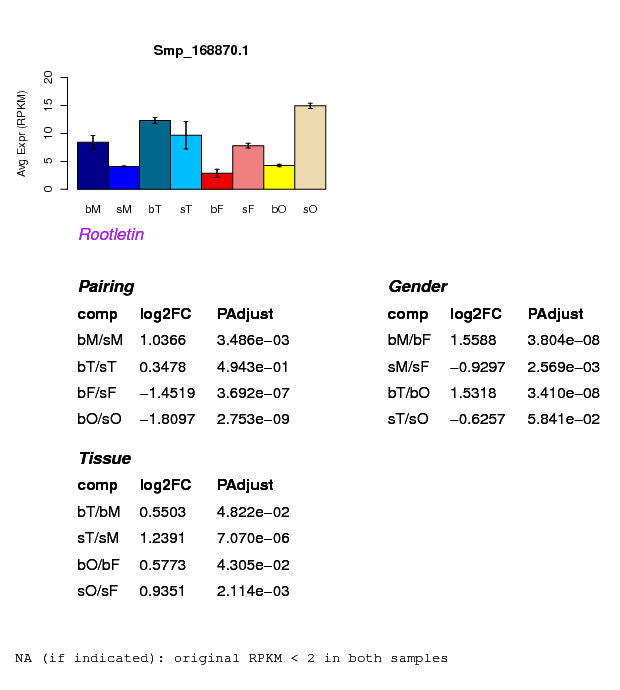 Smp_168870.1
Avg Expr (RPKM)
0 5 10 15 20
bM sM bT sT bF sF bO sO
Rootletin
Pairing
comp log2FC PAdjust
bM/sM 1.0366 3.486e−03
bT/sT 0.3478 4.943e−01
bF/sF −1.4519 3.692e−07
bO/sO −1.8097 2.753e−09
Gender
comp log2FC PAdjust
bM/bF 1.5588 3.804e−08
sM/sF −0.9297 2.569e−03
bT/bO 1.5318 3.410e−08
sT/sO −0.6257 5.841e−02
Tissue
comp log2FC PAdjust
bT/bM 0.5503 4.822e−02
sT/sM 1.2391 7.070e−06
bO/bF 0.5773 4.305e−02
sO/sF 0.9351 2.114e−03
NA (if indicated): original RPKM < 2 in both samples